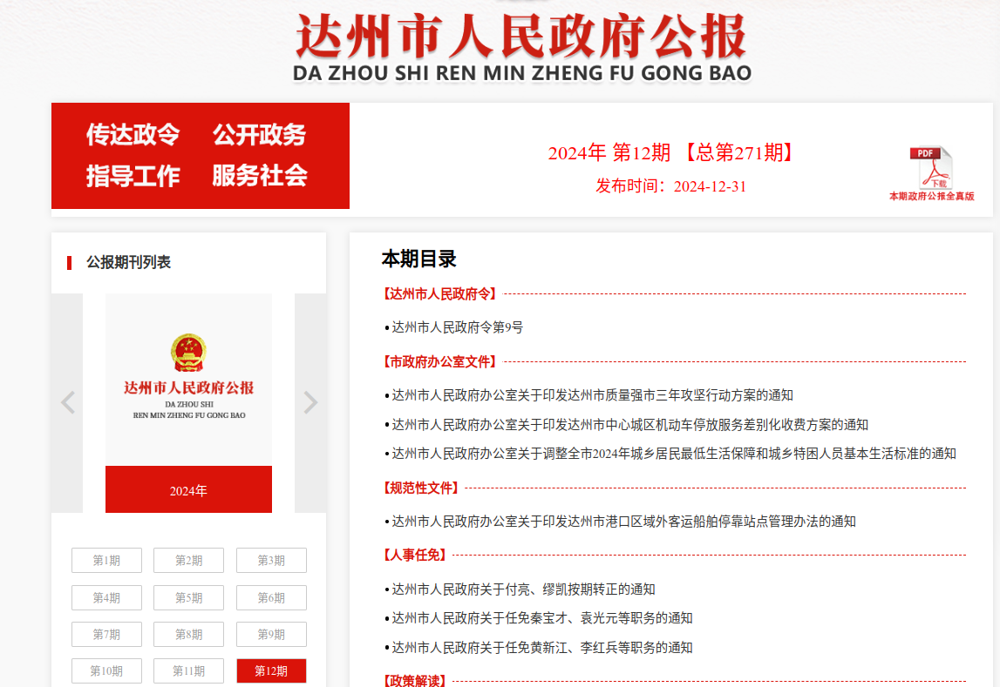 达州市人民政府公报
DA ZHOU SHI REN MIN ZHENG FU GONG BAO
传达政令 公开政务
指导工作 服务社会
2024年 第12期 【总第271期】
发布时间：2024-12-31
PDF
下载
本期政府公报全真版
公报期刊列表
达州市人民政府公报
DA ZHOU SHI
REN MIN ZHENG FU GONG BAO
2024年
第1期 第2期 第3期
第4期 第5期 第6期
第7期 第8期 第9期
第10期 第11期 第12期
本期目录
【达州市人民政府令】
达州市人民政府令第9号
【市政府办公室文件】
达州市人民政府办公室关于印发达州市质量强市三年攻坚行动方案的通知
达州市人民政府办公室关于印发达州市中心城区机动车停放服务差别化收费方案的通知
达州市人民政府办公室关于调整全市2024年城乡居民最低生活保障和城乡特困人员基本生活标准的通知
【规范性文件】
达州市人民政府办公室关于印发达州市港口区域外客运船舶停靠站点管理办法的通知
【人事任免】
达州市人民政府关于付亮、缪凯按期转正的通知
达州市人民政府关于任免秦宝才、袁光元等职务的通知
达州市人民政府关于任免黄新江、李红兵等职务的通知
【政策解读】